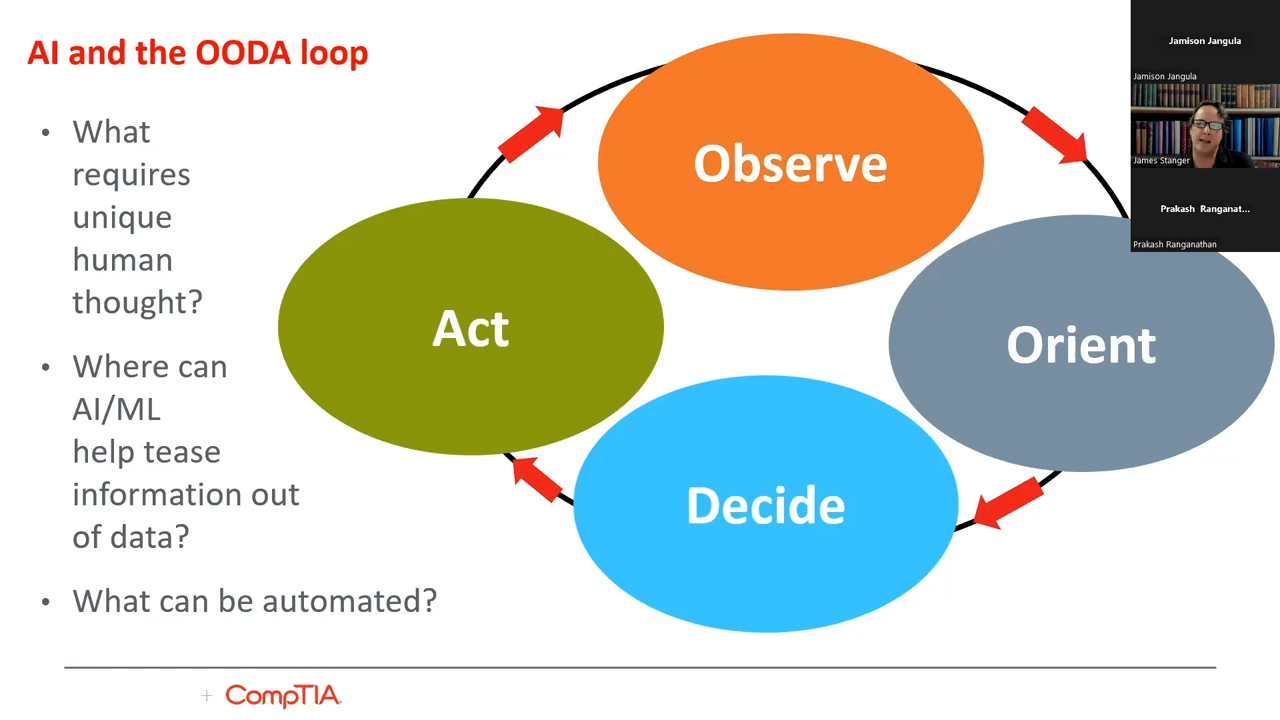 AI and the OODA loop
• What
requires
unique
human
thought?
• Where can
AI/ML
help tease
information out
of data?
• What can be automated?
Observe
Orient
Decide
Act
+ CompTIA.
Jamison Jangula
Jamison Jangula
James Stanger
Prakash Ranganat...
Prakash Ranganathan